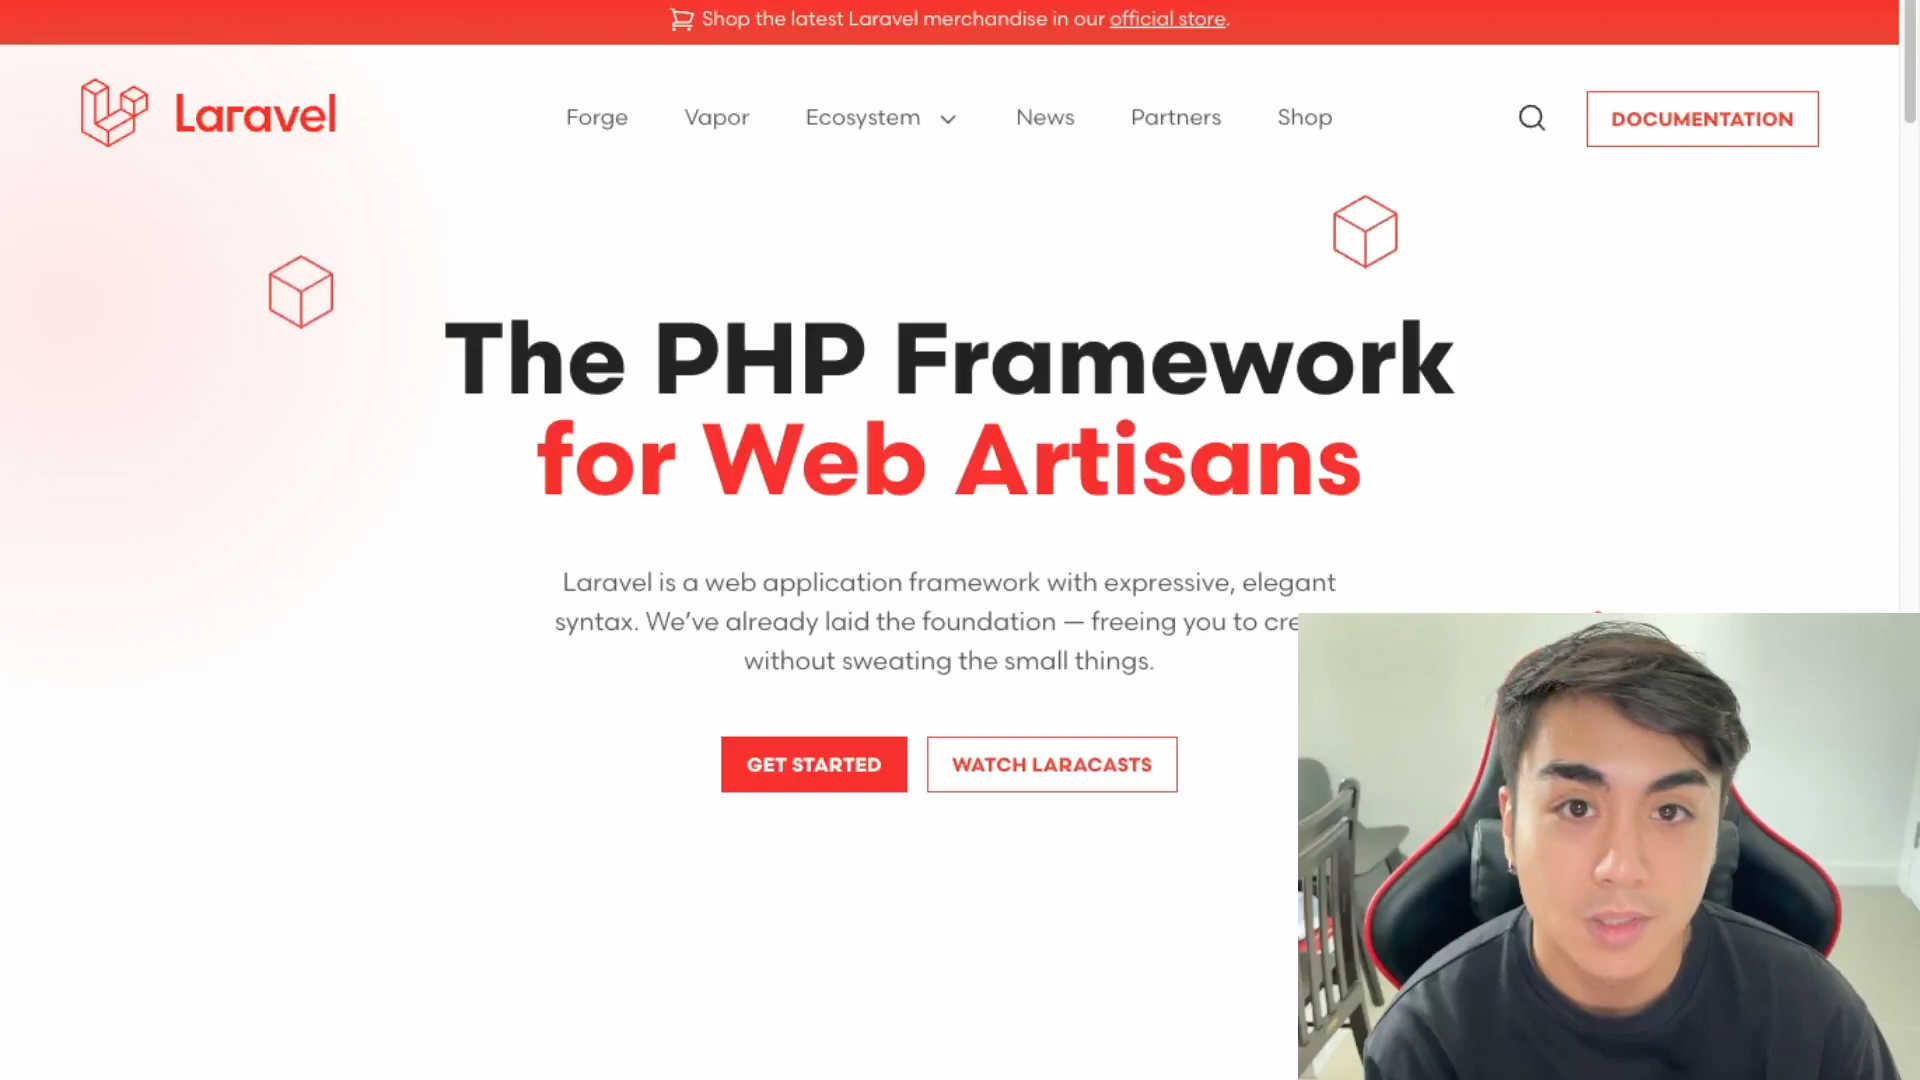 Shop the latest Laravel merchandise in our official store.
Laravel
Forge
Vapor
Ecosystem
News
Partners
Shop
DOCUMENTATION
The PHP Framework
for Web Artisans
Laravel is a web application framework with expressive, elegant
syntax. We’ve already laid the foundation — freeing you to
without sweating the small things.
GET STARTED
WATCH LARACASTS